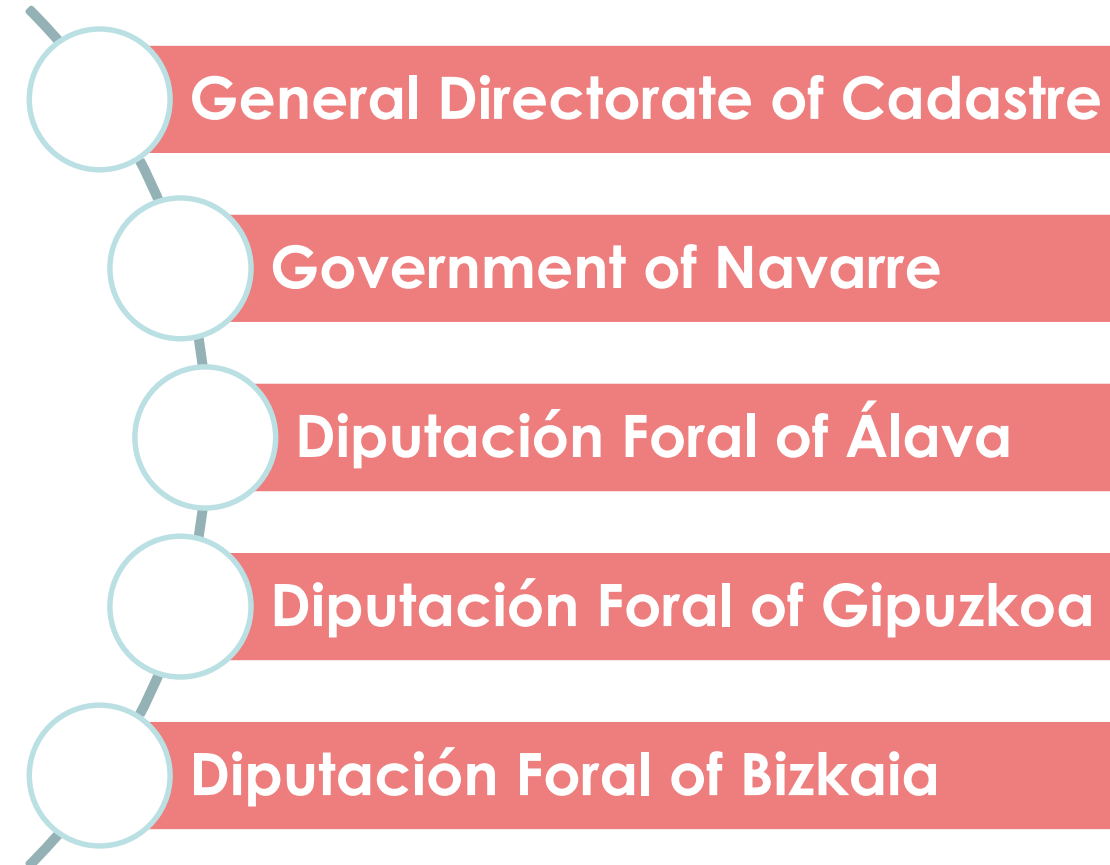 General Directorate of Cadastre
Government of Navarre
Diputación Foral of Álava
Diputación Foral of Gipuzkoa
Diputación Foral of Bizkaia